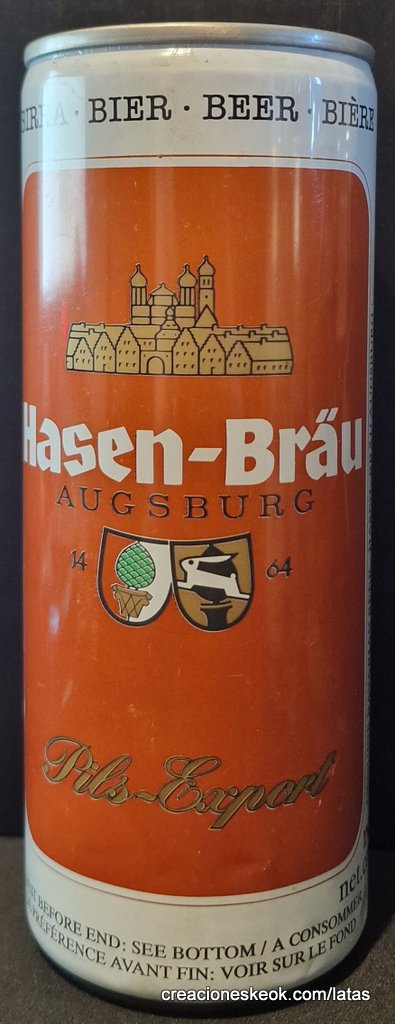 BIER · BEER · BIÈRE
Hasen-Bräu
AUGSBURG
14 64
Pils-Export
net.
BEFORE END: SEE BOTTOM / A CONSOMMER
PRÉFÉRENCE AVANT FIN: VOIR SUR LE FOND
creacioneskeok.com/latas